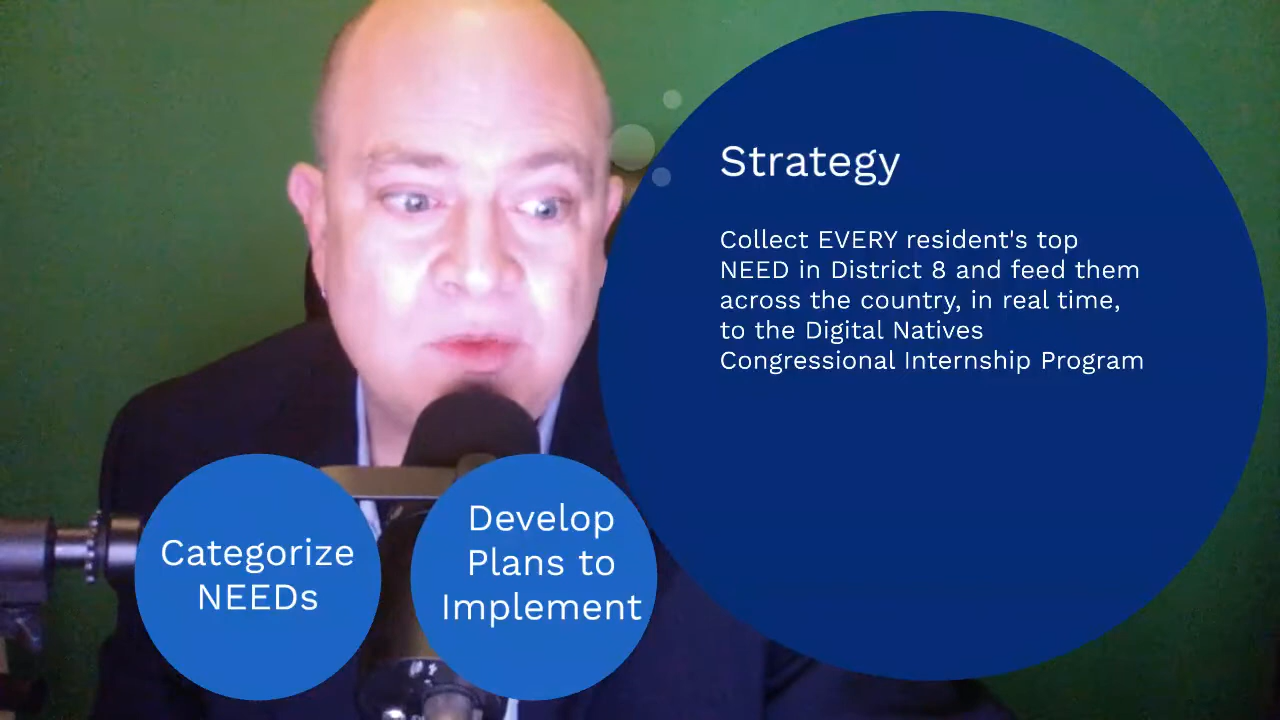 Strategy
Collect EVERY resident's top
NEED in District 8 and feed them
across the country, in real time,
to the Digital Natives
Congressional Internship Program
Categorize
NEEDs
Develop
Plans to
Implement